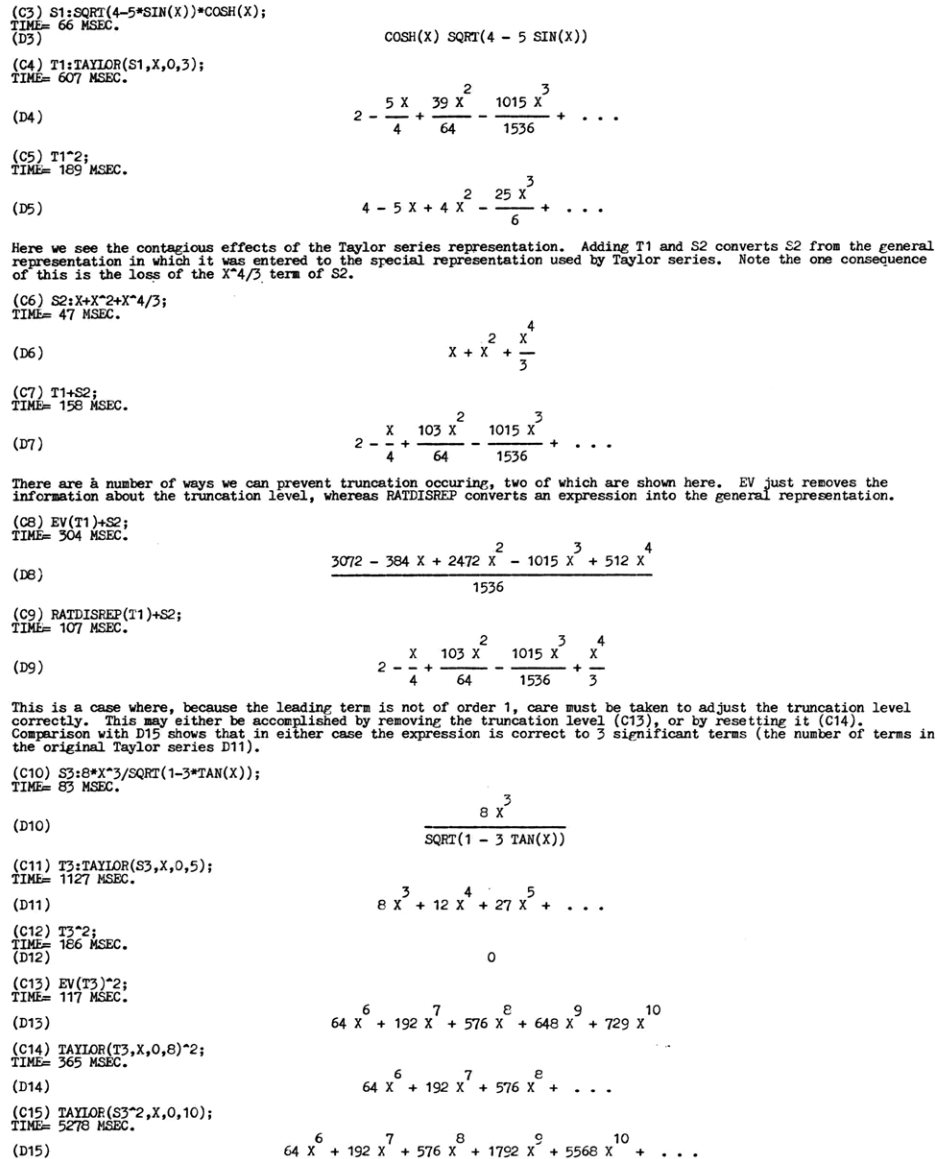 (C3) S1:SQRT(4-5*SIN(X))*COSH(X);
TIME= 66 MSEC.
(D3) COSH(X) SQRT(4 - 5 SIN(X))
(C4) T1:TAYLOR(S1,X,0,3);
TIME= 607 MSEC.
2 3
5 X 39 X 1015 X
(D4) 2 - --- + ----- - ------- + . . .
4 64 1536
(C5) T1^2;
TIME= 189 MSEC.
3
2 25 X
(D5) 4 - 5 X + 4 X - ----- + . . .
6
Here we see the contagious effects of the Taylor series representation. Adding T1 and S2 converts S2 from the general
representation in which it was entered to the special representation used by Taylor series. Note the one consequence
of this is the loss of the X^4/3 term of S2.
(C6) S2:X+X^2+X^4/3;
TIME= 47 MSEC.
4
2 X
(D6) X + X + --
3
(C7) T1+S2;
TIME= 158 MSEC.
2 3
X 103 X 1015 X
(D7) 2 - - + ------ - ------- + . . .
4 64 1536
There are a number of ways we can prevent truncation occuring, two of which are shown here. EV just removes the
information about the truncation level, whereas RATDISREP converts an expression into the general representation.
(C8) EV(T1)+S2;
TIME= 304 MSEC.
2 3 4
3072 - 384 X + 2472 X - 1015 X + 512 X
(D8) ----------------------------------------
1536
(C9) RATDISREP(T1)+S2;
TIME= 107 MSEC.
2 3 4
X 103 X 1015 X X
(D9) 2 - - + ------ - ------- + --
4 64 1536 3
This is a case where, because the leading term is not of order 1, care must be taken to adjust the truncation level
correctly. This may either be accomplished by removing the truncation level (C13), or by resetting it (C14).
Comparison with D15 shows that in either case the expression is correct to 3 significant terms (the number of terms in
the original Taylor series D11).
(C10) S3:8*X^3/SQRT(1-3*TAN(X));
TIME= 83 MSEC.
3
8 X
(D10) ------------------
SQRT(1 - 3 TAN(X))
(C11) T3:TAYLOR(S3,X,0,5);
TIME= 1127 MSEC.
3 4 5
(D11) 8 X + 12 X + 27 X + . . .
(C12) T3^2;
TIME= 186 MSEC.
(D12) 0
(C13) EV(T3)^2;
TIME= 117 MSEC.
6 7 8 9 10
(D13) 64 X + 192 X + 576 X + 648 X + 729 X
(C14) TAYLOR(T3,X,0,8)^2;
TIME= 365 MSEC.
6 7 8
(D14) 64 X + 192 X + 576 X + . . .
(C15) TAYLOR(S3^2,X,0,10);
TIME= 5278 MSEC.
6 7 8 9 10
(D15) 64 X + 192 X + 576 X + 1792 X + 5568 X + . . .